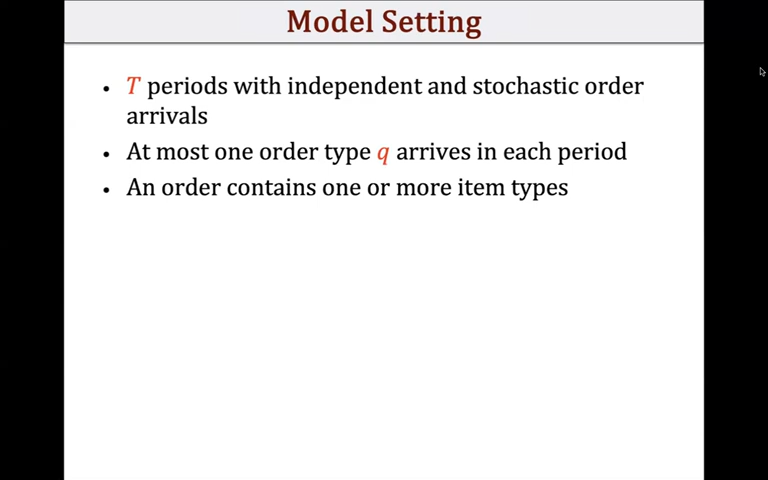 Model Setting
• T periods with independent and stochastic order
arrivals
• At most one order type q arrives in each period
• An order contains one or more item types